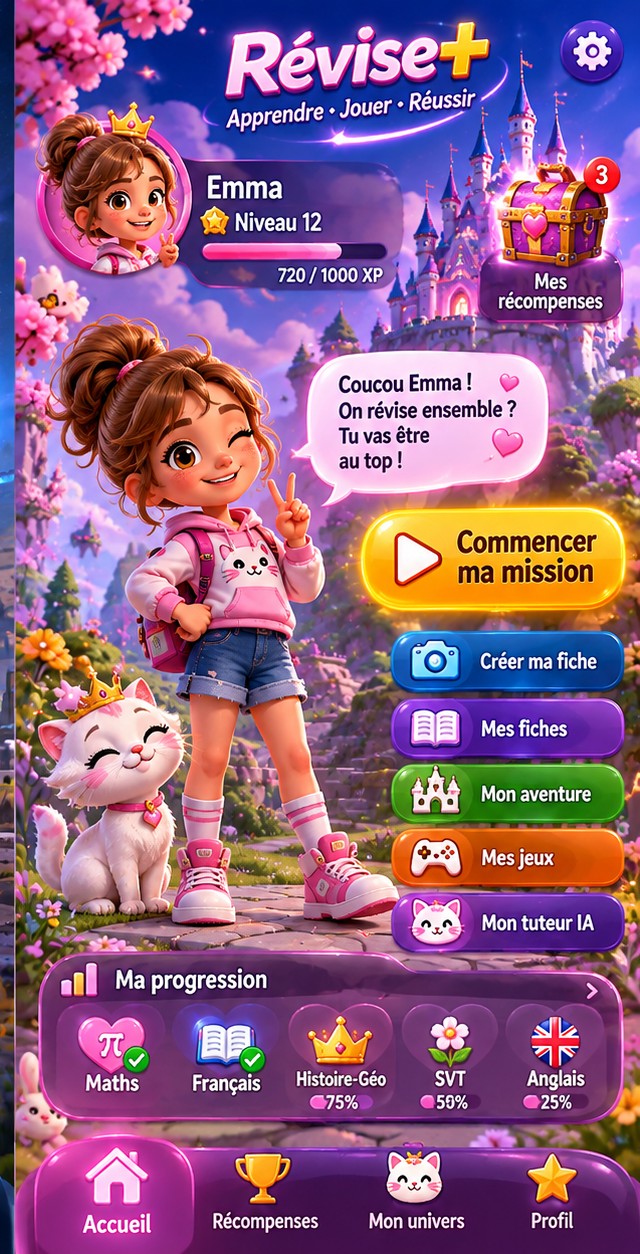 Révise+
Apprendre • Jouer • Réussir
Emma
Niveau 12
720 / 1000 XP
3
Mes
récompenses
Coucou Emma !
On révise ensemble ?
Tu vas être
au top !
Commencer
ma mission
Créer ma fiche
Mes fiches
Mon aventure
Mes jeux
Mon tuteur IA
Ma progression
π
Maths
Français
Histoire-Géo
75%
SVT
50%
Anglais
25%
Accueil
Récompenses
Mon univers
Profil